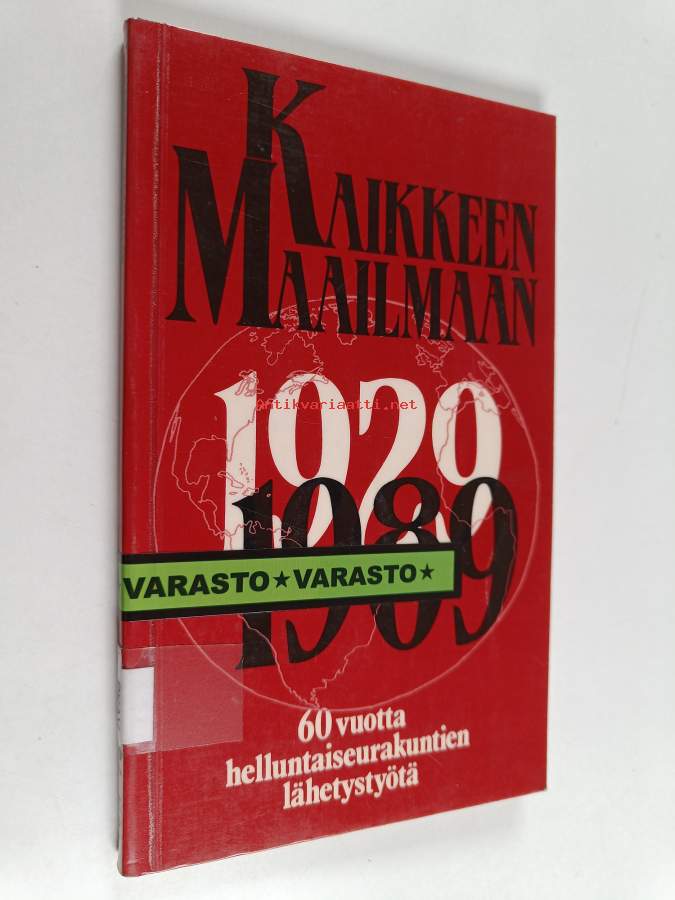 KAIKKEEN
MAAILMAAN
1929
Antikvariaatti.net
1989
VARASTO★VARASTO★
60 vuotta
helluntaiseurakuntien
lähetystyötä